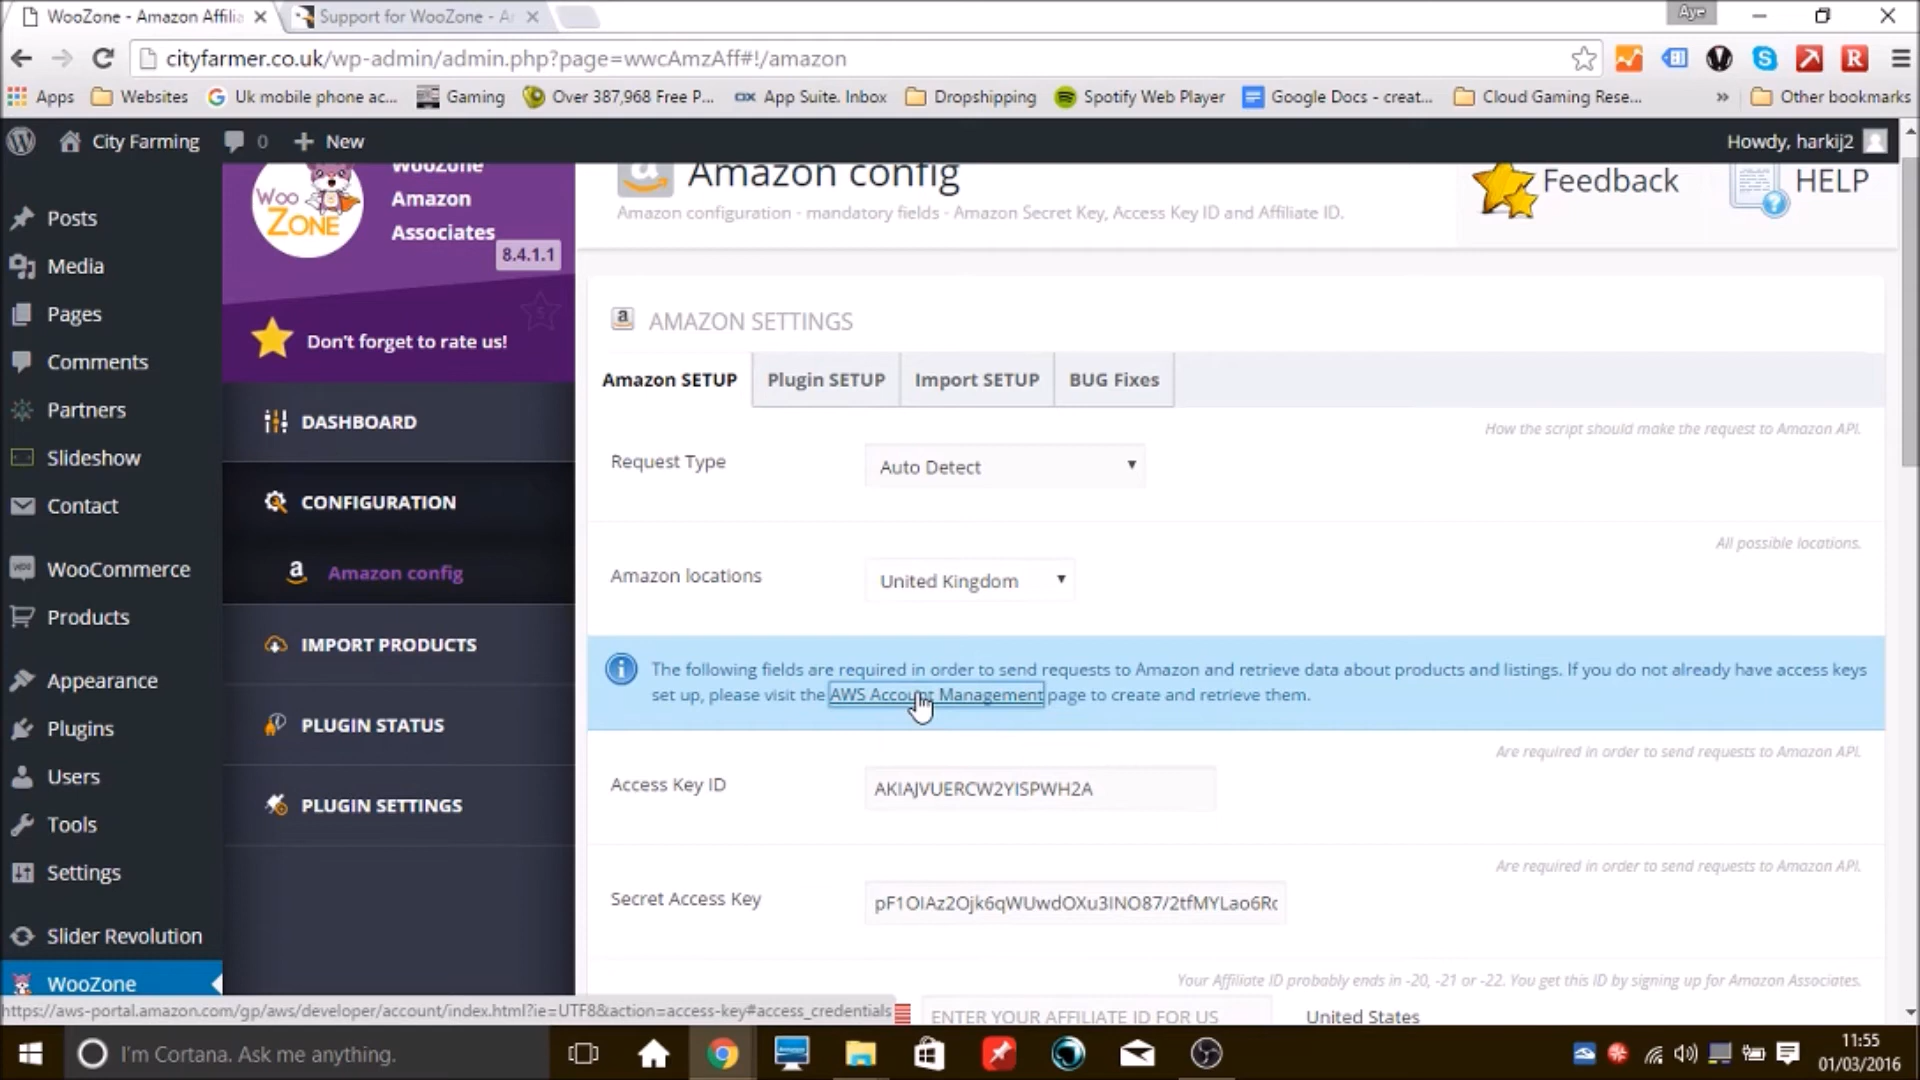 WooZone - Amazon Affilia
Support for WooZone - A
Aye
cityfarmer.co.uk/wp-admin/admin.php?page=wwcAmzAff#!/amazon
Apps
Websites
Uk mobile phone ac...
Gaming
Over 387,968 Free P...
App Suite. Inbox
Dropshipping
Spotify Web Player
Google Docs - creat...
Cloud Gaming Rese...
» Other bookmarks
City Farming
0
+ New
Howdy, harkij2
Posts
Media
Pages
Comments
Partners
Slideshow
Contact
WooCommerce
Products
Appearance
Plugins
Users
Tools
Settings
Slider Revolution
WooZone
Woo
ZONE
WooZone
Amazon
Associates
8.4.1.1
Don't forget to rate us!
5
DASHBOARD
CONFIGURATION
Amazon config
IMPORT PRODUCTS
PLUGIN STATUS
PLUGIN SETTINGS
Amazon config
Amazon configuration - mandatory fields - Amazon Secret Key, Access Key ID and Affiliate ID.
Feedback
HELP
AMAZON SETTINGS
Amazon SETUP
Plugin SETUP
Import SETUP
BUG Fixes
How the script should make the request to Amazon API.
Request Type
Auto Detect
All possible locations.
Amazon locations
United Kingdom
The following fields are required in order to send requests to Amazon and retrieve data about products and listings. If you do not already have access keys
set up, please visit the AWS Account Management page to create and retrieve them.
Are required in order to send requests to Amazon API.
Access Key ID
AKIAJVUERCW2YISPWH2A
Are required in order to send requests to Amazon API.
Secret Access Key
pF1OIAz2Ojk6qWUwdOXu3INO87/2tfMYLao6Rc
Your Affiliate ID probably ends in -20, -21 or -22. You get this ID by signing up for Amazon Associates.
ENTER YOUR AFFILIATE ID FOR US
United States
https://aws-portal.amazon.com/gp/aws/developer/account/index.html?ie=UTF8&action=access-key#access_credentials
I'm Cortana. Ask me anything.
11:55
01/03/2016